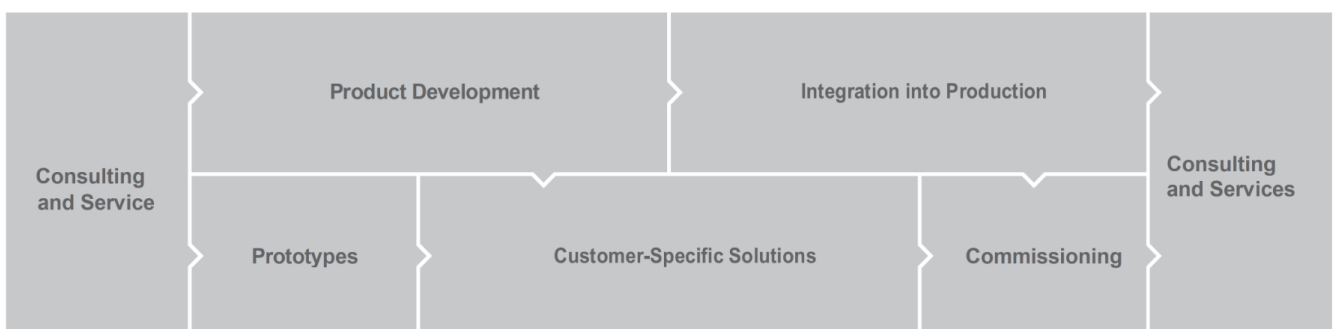 Consulting
and Service
Product Development
Integration into Production
Prototypes
Customer-Specific Solutions
Commissioning
Consulting
and Services